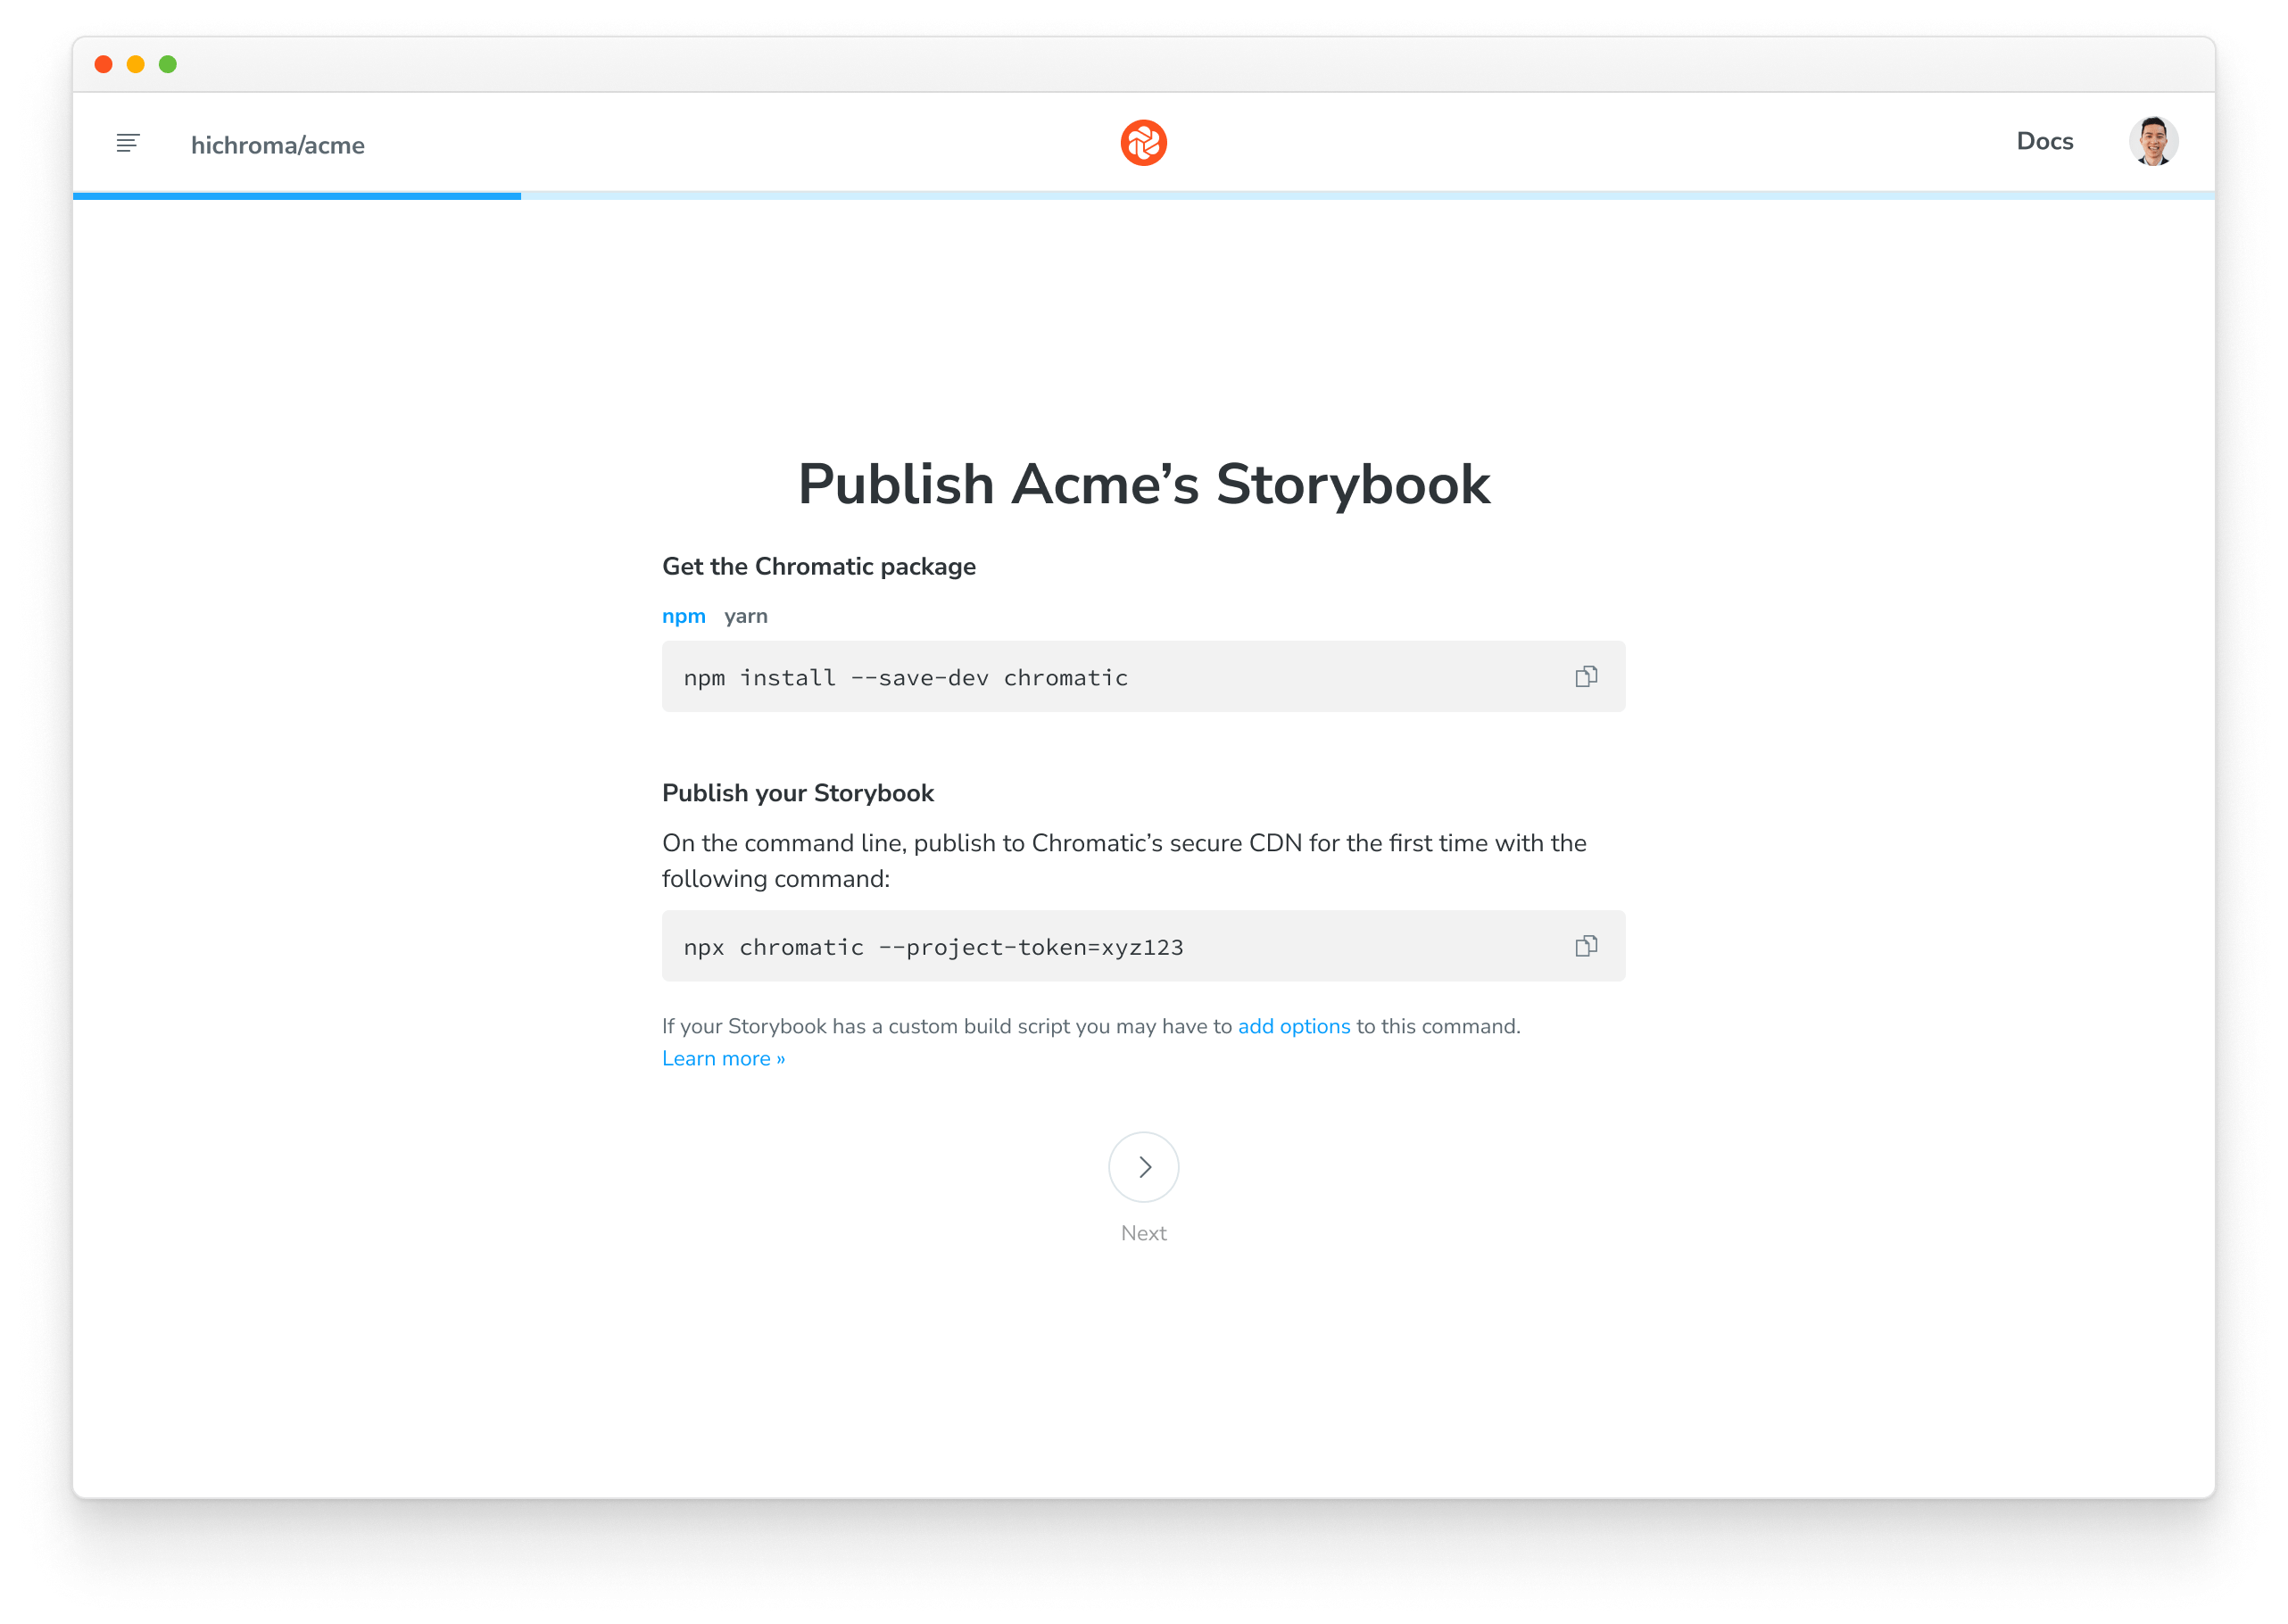 hichroma/acme
Docs
Publish Acme’s Storybook
Get the Chromatic package
npm yarn
npm install --save-dev chromatic
Publish your Storybook
On the command line, publish to Chromatic’s secure CDN for the first time with the
following command:
npx chromatic --project-token=xyz123
If your Storybook has a custom build script you may have to add options to this command.
Learn more »
Next